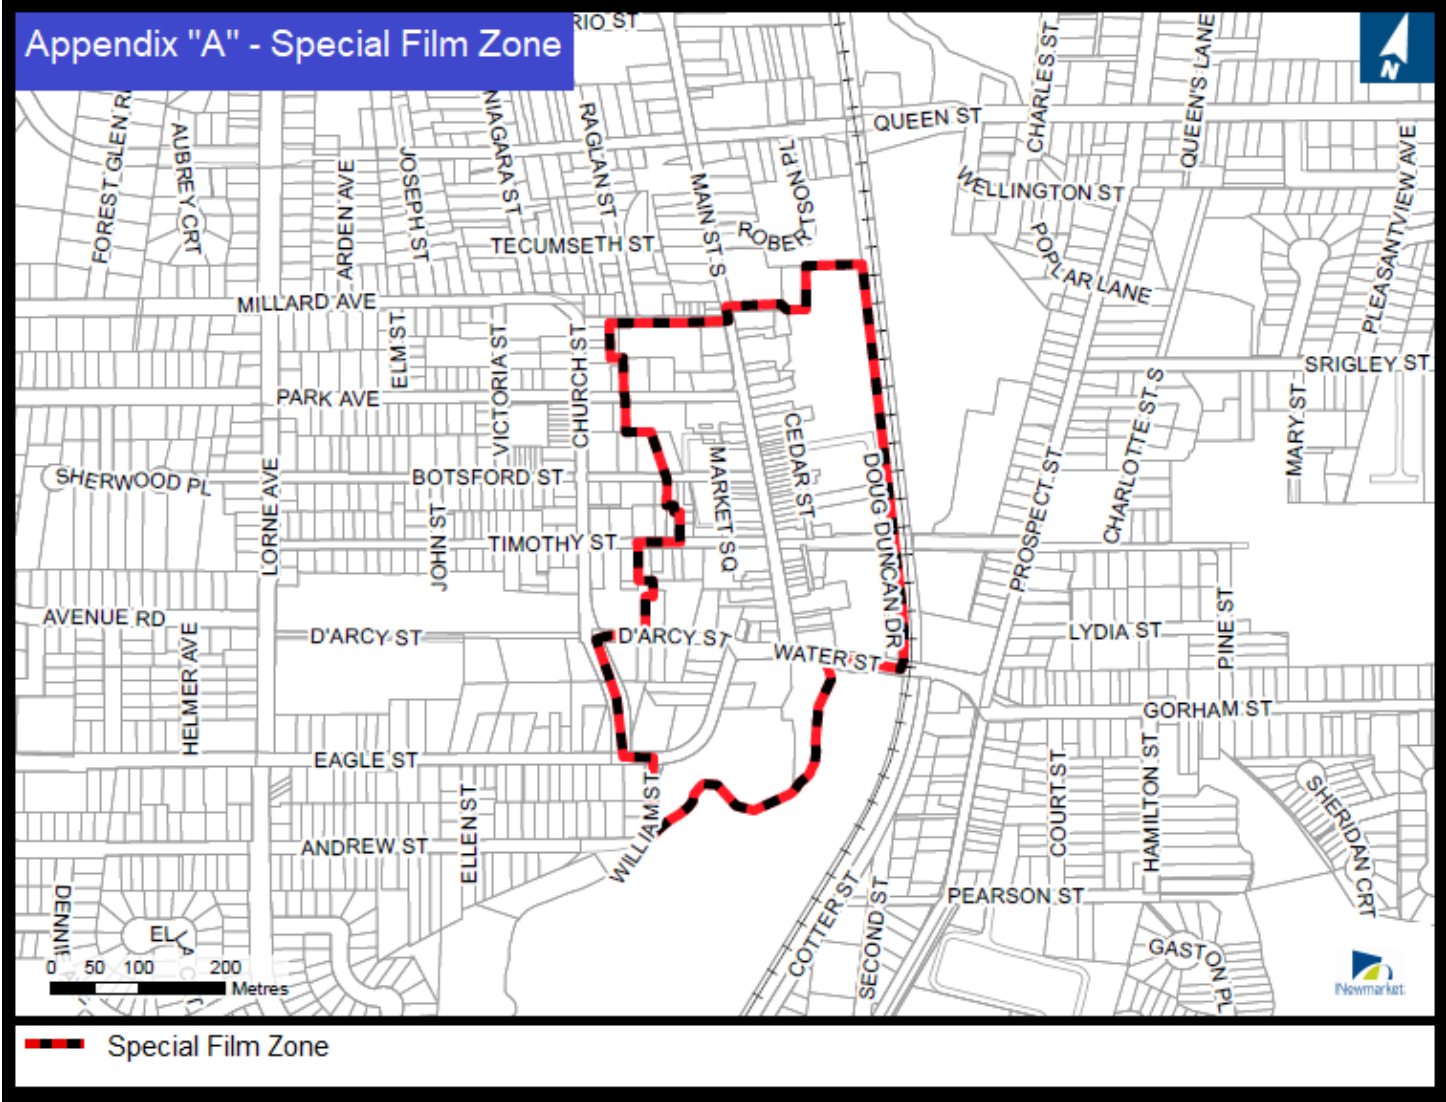 Appendix "A" - Special Film Zone
RIO ST
N
QUEEN ST
CHARLES ST
QUEEN'S LANE
FOREST GLEN R
AUBREY CRT
ARDEN AVE
JOSEPH ST
NIAGARA ST
RAGLAN ST
MAIN ST S
ROBERTSON PL
WELLINGTON ST
POPLAR LANE
PLEASANTVIEW AVE
TECUMSETH ST
MILLARD AVE
ELM ST
VICTORIA ST
CHURCH ST
PARK AVE
SRIGLEY ST
MARY ST
CHARLOTTE ST S
PROSPECT ST
CEDAR ST
MARKET SQ
DOUG DUNCAN DR
SHERWOOD PL
LORNE AVE
BOTSFORD ST
JOHN ST
TIMOTHY ST
AVENUE RD
HELMER AVE
D'ARCY ST
D'ARCY ST
WATER ST
LYDIA ST
PINE ST
GORHAM ST
EAGLE ST
WILLIAM ST
ELLEN ST
ANDREW ST
COURT ST
HAMILTON ST
SHERIDAN CRT
PEARSON ST
COTTER ST
SECOND ST
GASTON PL
DENNI
ELLA C T
0 50 100 200
Metres
Newmarket
Special Film Zone